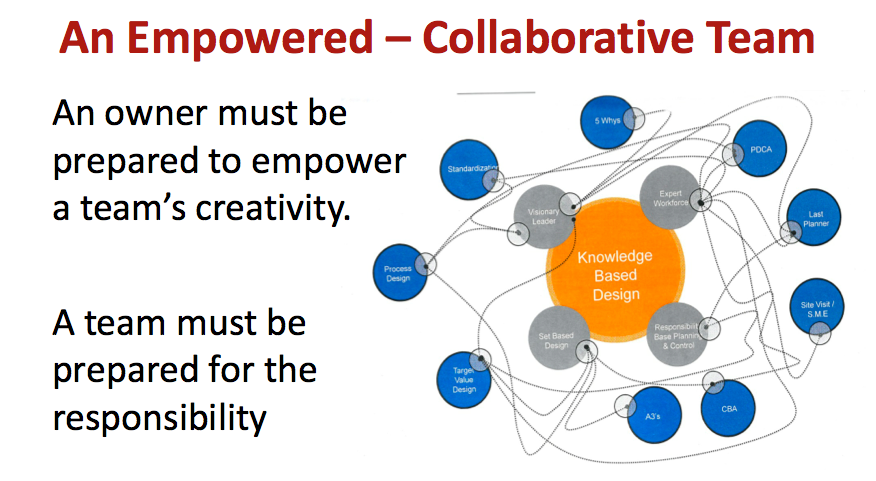 An Empowered – Collaborative Team
An owner must be
prepared to empower
a team’s creativity.
A team must be
prepared for the
responsibility
5 Whys
PDCA
Standardization
Expert
Workforce
Visionary
Leader
Last
Planner
Knowledge
Based
Design
Process
Design
Site Visit /
S.M.E
Set Based
Design
Responsibility
Base Planning
& Control
Target
Value
Design
A3's
CBA